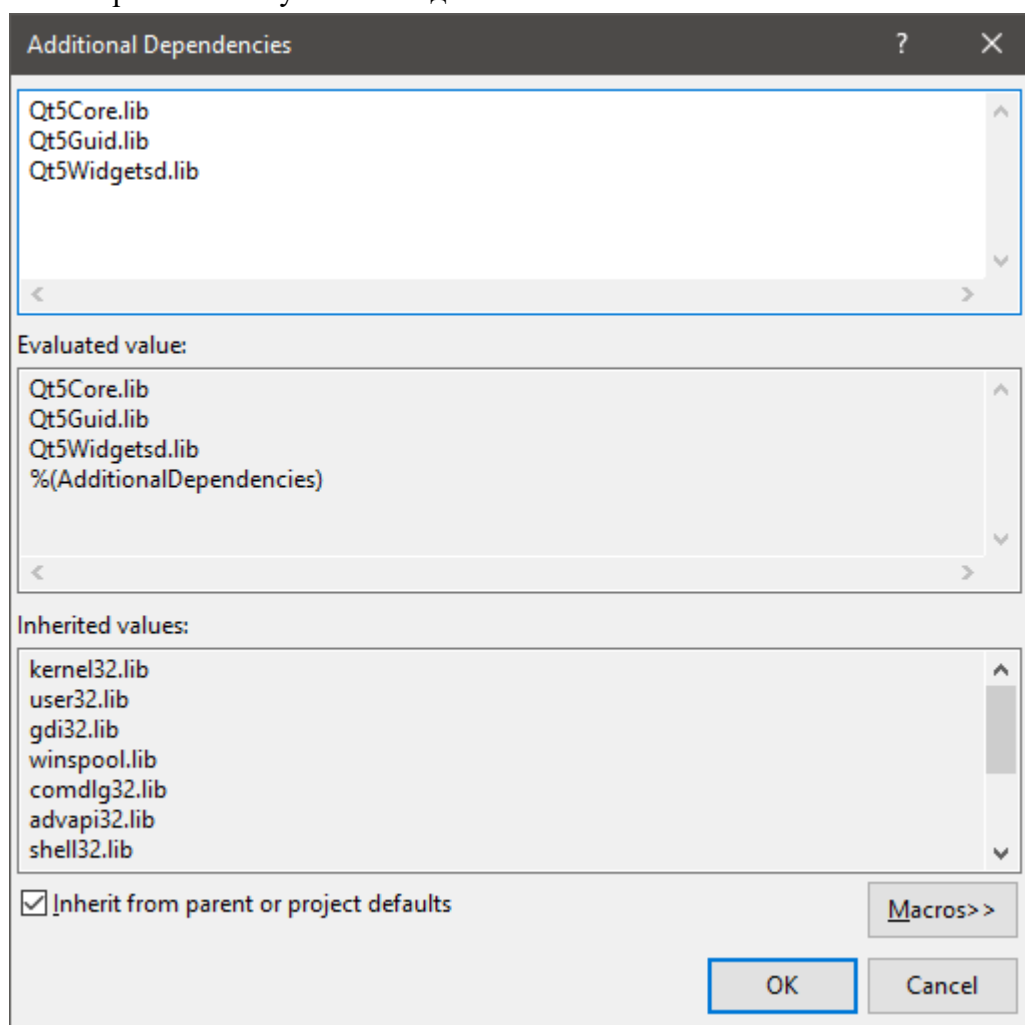 Additional Dependencies
Qt5Core.lib
Qt5Guid.lib
Qt5Widgetsd.lib
Evaluated value:
Qt5Core.lib
Qt5Guid.lib
Qt5Widgetsd.lib
%(AdditionalDependencies)
Inherited values:
kernel32.lib
user32.lib
gdi32.lib
winspool.lib
comdlg32.lib
advapi32.lib
shell32.lib
Inherit from parent or project defaults
Macros>>
OK
Cancel